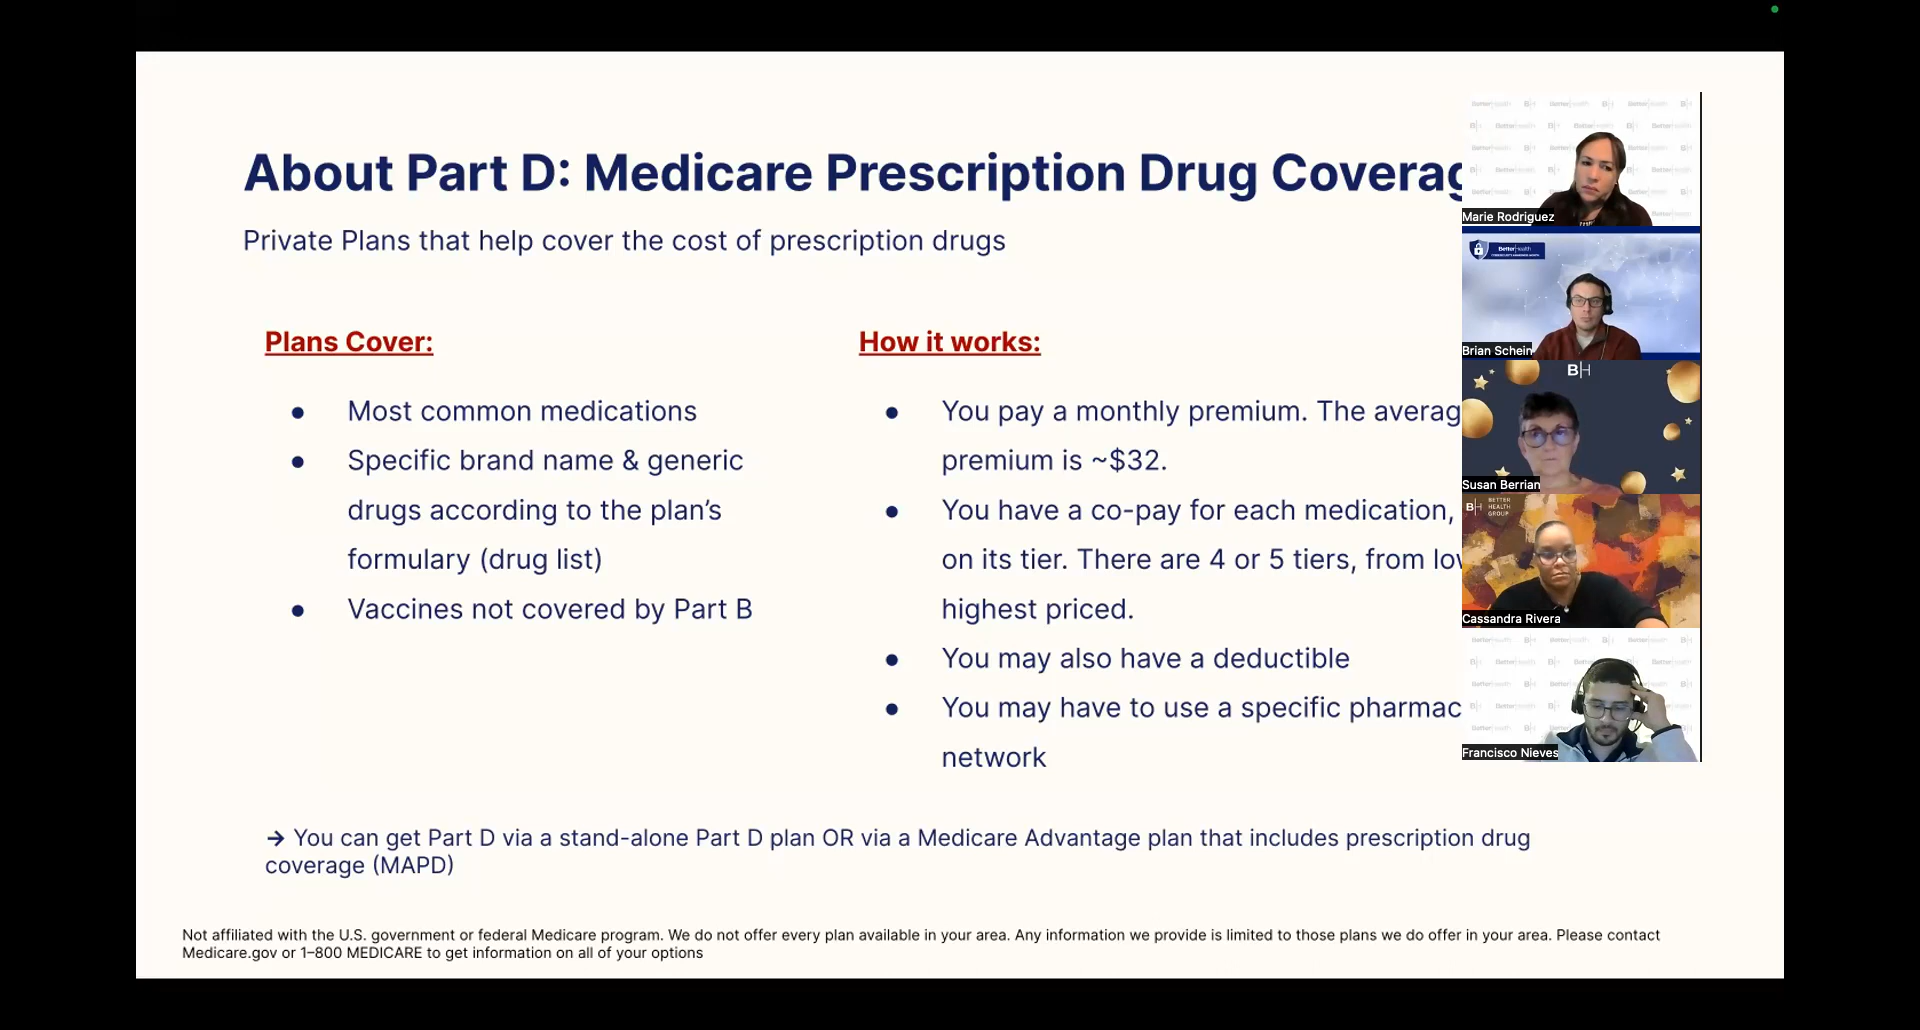 About Part D: Medicare Prescription Drug Coverag
Private Plans that help cover the cost of prescription drugs
Plans Cover:
● Most common medications
● Specific brand name & generic
drugs according to the plan’s
formulary (drug list)
● Vaccines not covered by Part B
How it works:
● You pay a monthly premium. The averag
premium is ~$32.
● You have a co-pay for each medication,
on its tier. There are 4 or 5 tiers, from lo
highest priced.
● You may also have a deductible
● You may have to use a specific pharmac
network
→ You can get Part D via a stand-alone Part D plan OR via a Medicare Advantage plan that includes prescription drug
coverage (MAPD)
Not affiliated with the U.S. government or federal Medicare program. We do not offer every plan available in your area. Any information we provide is limited to those plans we do offer in your area. Please contact
Medicare.gov or 1–800 MEDICARE to get information on all of your options
Marie Rodriguez
BetterHealth
Brian Schein
BH
Susan Berrian
BH BETTER
HEALTH
GROUP
Cassandra Rivera
Francisco Nieves